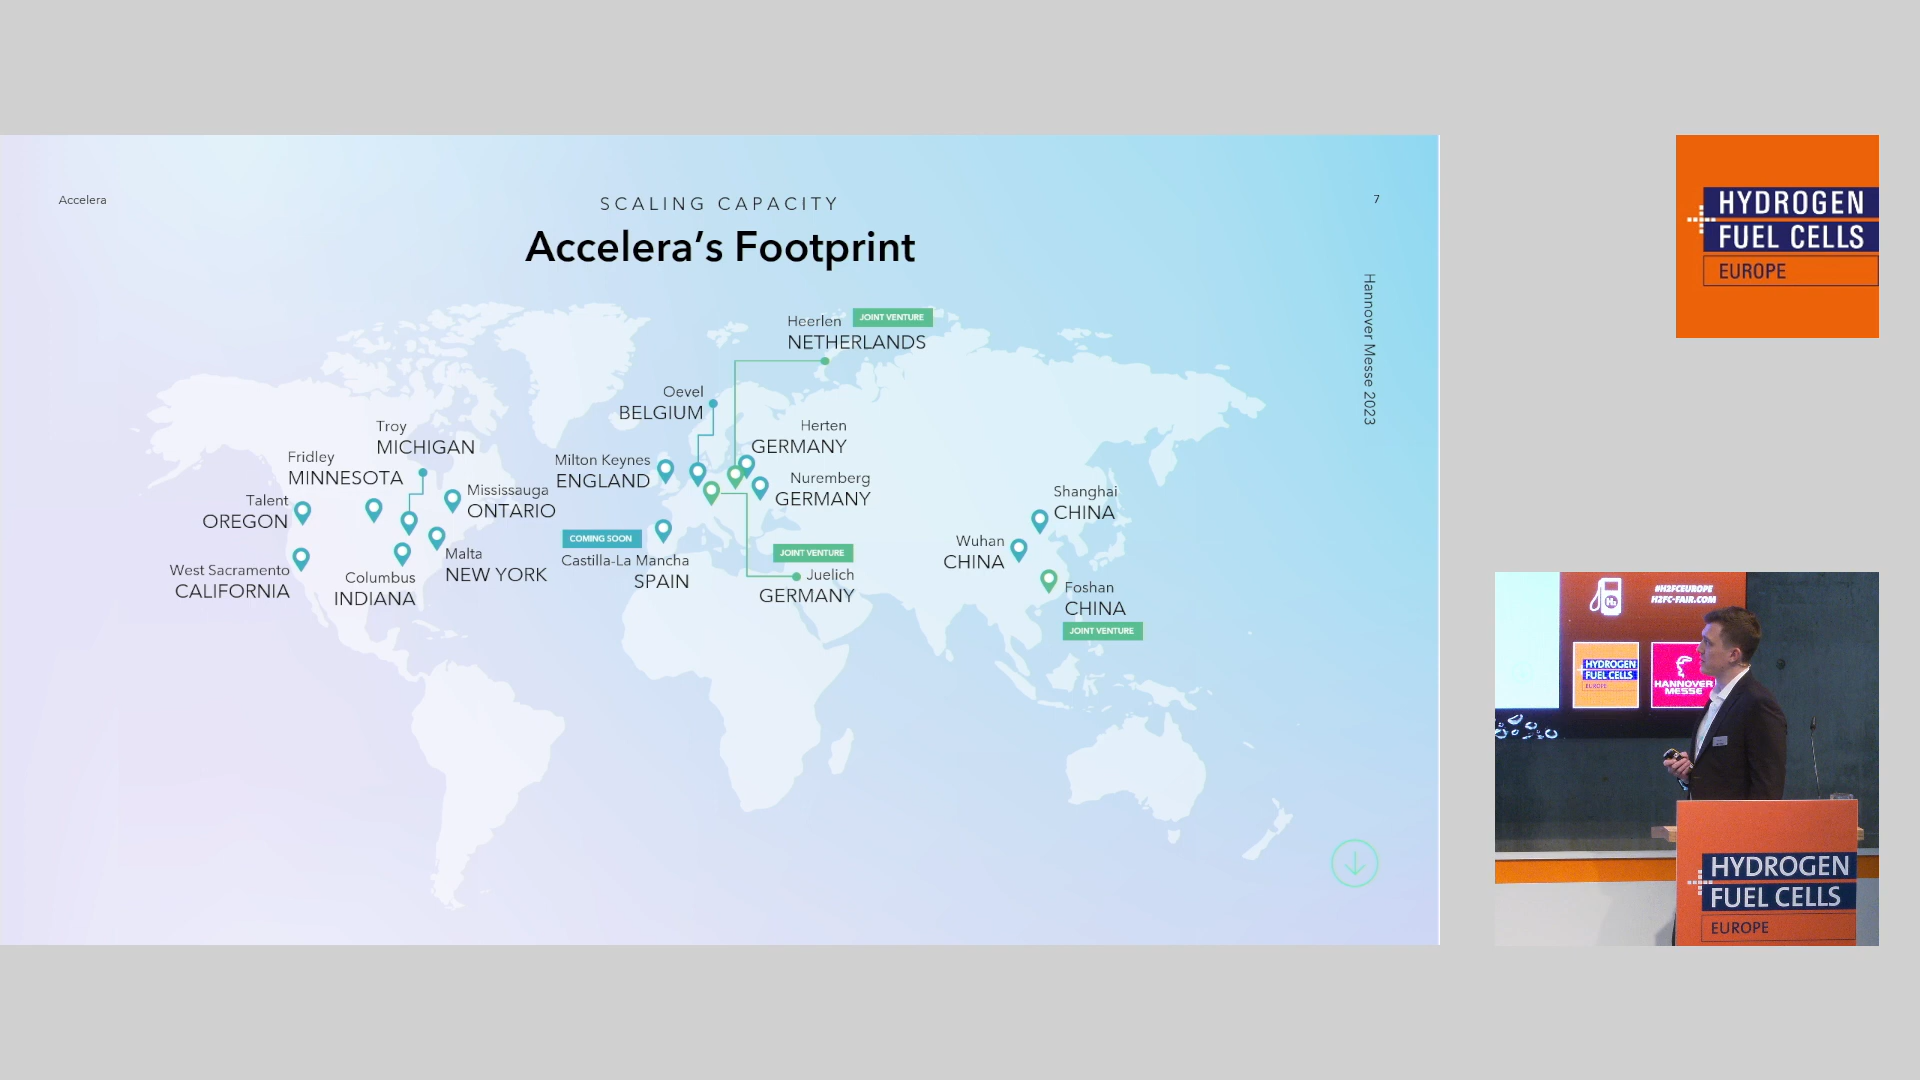 Accelera
SCALING CAPACITY
7
Accelera’s Footprint
Hannover Messe 2023
Heerlen
JOINT VENTURE
NETHERLANDS
Oevel
BELGIUM
Troy
MICHIGAN
Herten
GERMANY
Fridley
MINNESOTA
Milton Keynes
ENGLAND
Nuremberg
GERMANY
Talent
OREGON
Mississauga
ONTARIO
Shanghai
CHINA
COMING SOON
Castilla-La Mancha
SPAIN
Wuhan
CHINA
JOINT VENTURE
Juelich
GERMANY
Malta
NEW YORK
West Sacramento
CALIFORNIA
Columbus
INDIANA
Foshan
CHINA
JOINT VENTURE
HYDROGEN
FUEL CELLS
EUROPE
#H2FCEUROPE
H2FC-FAIR.COM
H₂
HYDROGEN
FUEL CELLS
EUROPE
HANNOVER
MESSE
HYDROGEN
FUEL CELLS
EUROPE